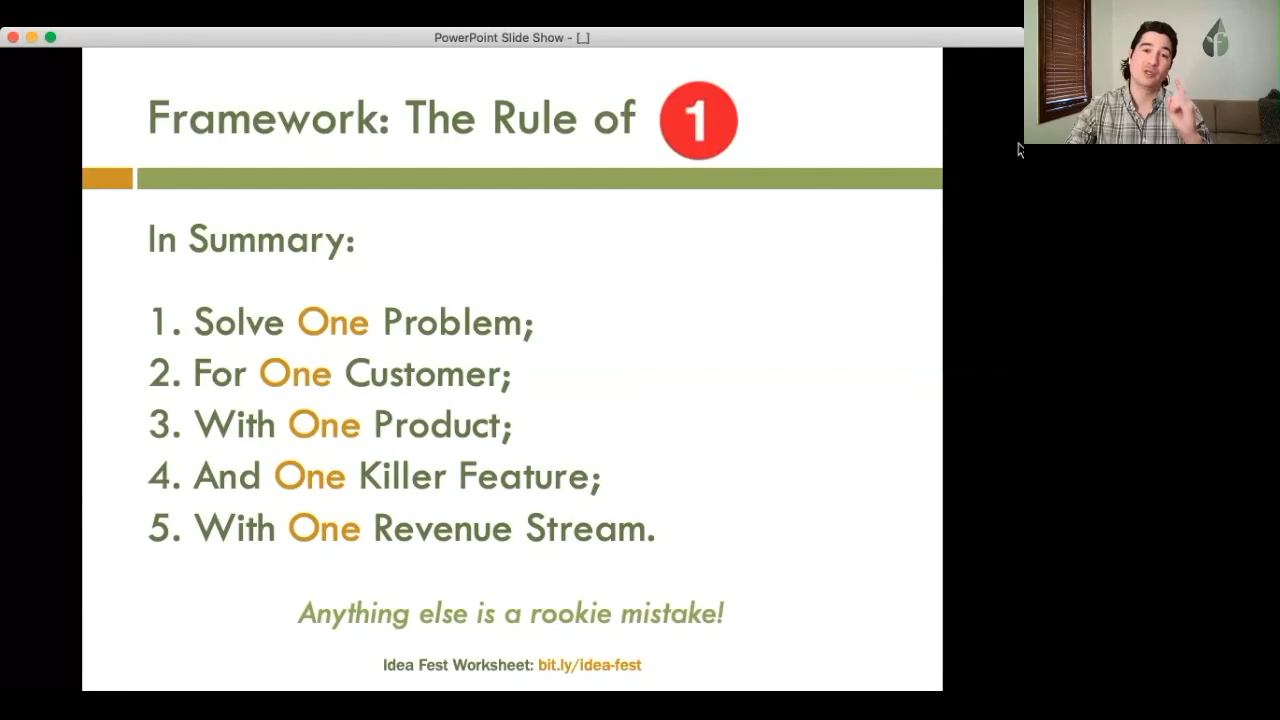 PowerPoint Slide Show - [_]
Framework: The Rule of 1
In Summary:
1. Solve One Problem;
2. For One Customer;
3. With One Product;
4. And One Killer Feature;
5. With One Revenue Stream.
Anything else is a rookie mistake!
Idea Fest Worksheet: bit.ly/idea-fest
f